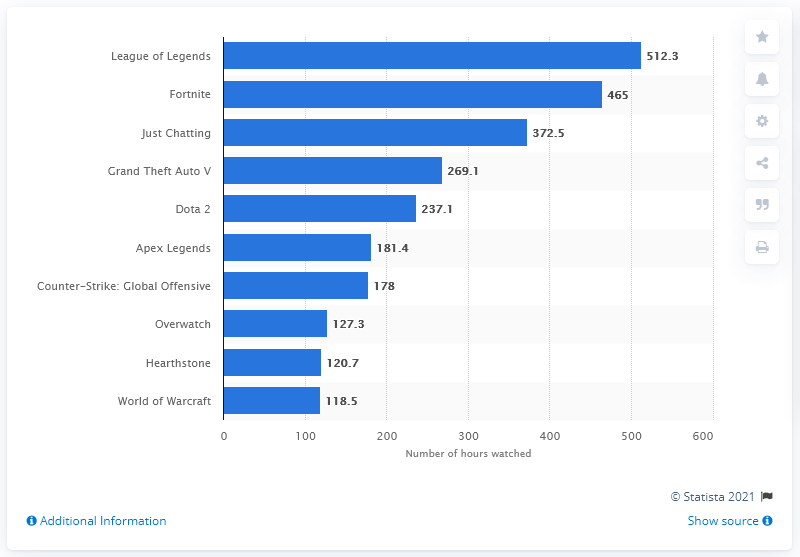 League of Legends 512.3
Fortnite 465
Just Chatting 372.5
Grand Theft Auto V 269.1
Dota 2 237.1
Apex Legends 181.4
Counter-Strike: Global Offensive 178
Overwatch 127.3
Hearthstone 120.7
World of Warcraft 118.5
0 100 200 300 400 500 600
Number of hours watched
© Statista 2021
Additional Information Show source